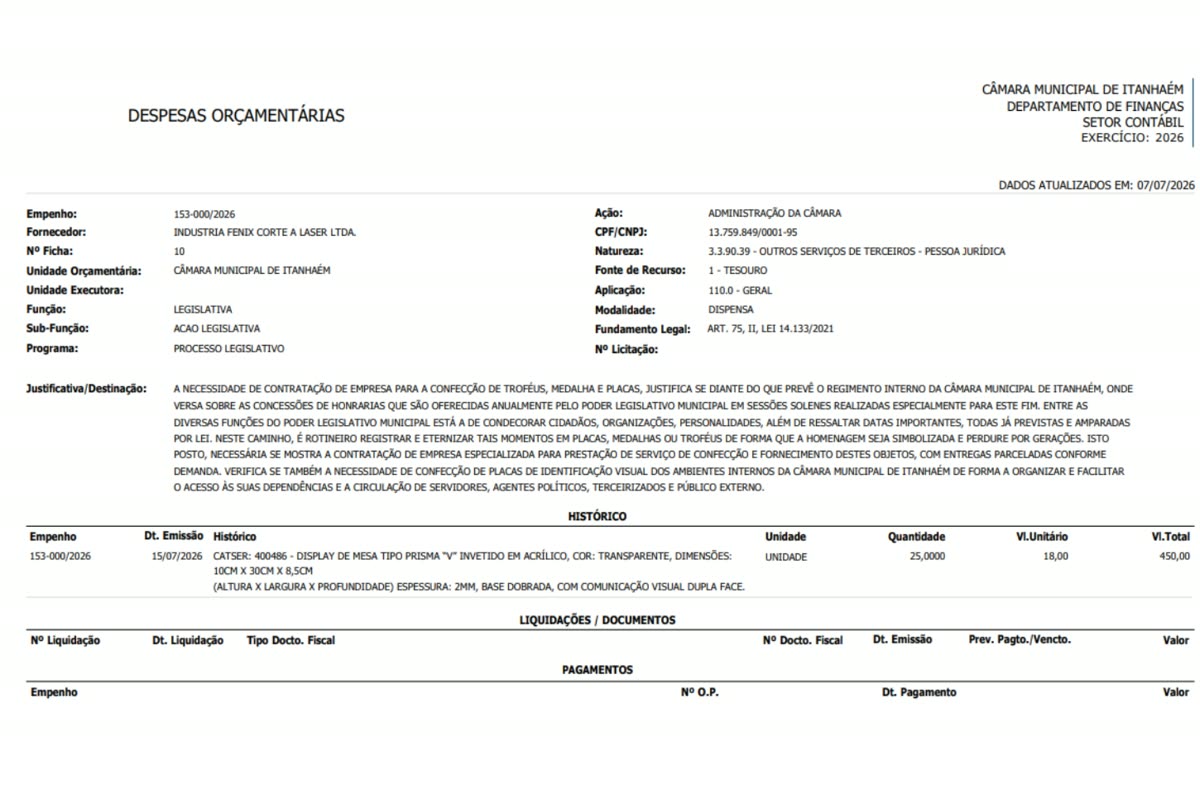 CÂMARA MUNICIPAL DE ITANHAÉM
DEPARTAMENTO DE FINANÇAS
SETOR CONTÁBIL
EXERCÍCIO: 2026
DESPESAS ORÇAMENTÁRIAS
DADOS ATUALIZADOS EM: 07/07/2026
Empenho: 153-000/2026 Ação: ADMINISTRAÇÃO DA CÂMARA
Fornecedor: INDUSTRIA FENIX CORTE A LASER LTDA. CPF/CNPJ: 13.759.849/0001-95
Nº Ficha: 10 Natureza: 3.3.90.39 - OUTROS SERVIÇOS DE TERCEIROS - PESSOA JURÍDICA
Unidade Orçamentária: CÂMARA MUNICIPAL DE ITANHAÉM Fonte de Recurso: 1 - TESOURO
Unidade Executora: Aplicação: 110.0 - GERAL
Função: LEGISLATIVA Modalidade: DISPENSA
Sub-Função: ACAO LEGISLATIVA Fundamento Legal: ART. 75, II, LEI 14.133/2021
Programa: PROCESSO LEGISLATIVO Nº Licitação:
Justificativa/Destinação: A NECESSIDADE DE CONTRATAÇÃO DE EMPRESA PARA A CONFECÇÃO DE TROFÉUS, MEDALHA E PLACAS, JUSTIFICA SE DIANTE DO QUE PREVÊ O REGIMENTO INTERNO DA CÂMARA MUNICIPAL DE ITANHAÉM, ONDE
VERSA SOBRE AS CONCESSÕES DE HONRARIAS QUE SÃO OFERECIDAS ANUALMENTE PELO PODER LEGISLATIVO MUNICIPAL EM SESSÕES SOLENES REALIZADAS ESPECIALMENTE PARA ESTE FIM. ENTRE AS
DIVERSAS FUNÇÕES DO PODER LEGISLATIVO MUNICIPAL ESTÁ A DE CONDECORAR CIDADÃOS, ORGANIZAÇÕES, PERSONALIDADES, ALÉM DE RESSALTAR DATAS IMPORTANTES, TODAS JÁ PREVISTAS E AMPARADAS
POR LEI. NESTE CAMINHO, É ROTINEIRO REGISTRAR E ETERNIZAR TAIS MOMENTOS EM PLACAS, MEDALHAS OU TROFÉUS DE FORMA QUE A HOMENAGEM SEJA SIMBOLIZADA E PERDURE POR GERAÇÕES. ISTO
POSTO, NECESSÁRIA SE MOSTRA A CONTRATAÇÃO DE EMPRESA ESPECIALIZADA PARA PRESTAÇÃO DE SERVIÇO DE CONFECÇÃO E FORNECIMENTO DESTES OBJETOS, COM ENTREGAS PARCELADAS CONFORME
DEMANDA. VERIFICA SE TAMBÉM A NECESSIDADE DE CONFECÇÃO DE PLACAS DE IDENTIFICAÇÃO VISUAL DOS AMBIENTES INTERNOS DA CÂMARA MUNICIPAL DE ITANHAÉM DE FORMA A ORGANIZAR E FACILITAR
O ACESSO ÀS SUAS DEPENDÊNCIAS E A CIRCULAÇÃO DE SERVIDORES, AGENTES POLÍTICOS, TERCEIRIZADOS E PÚBLICO EXTERNO.
HISTÓRICO
Empenho Dt. Emissão Histórico Unidade Quantidade Vl.Unitário Vl.Total
153-000/2026 15/07/2026 CATSER: 400486 - DISPLAY DE MESA TIPO PRISMA "V" INVETIDO EM ACRÍLICO, COR: TRANSPARENTE, DIMENSÕES: UNIDADE 25,0000 18,00 450,00
10CM X 30CM X 8,5CM
(ALTURA X LARGURA X PROFUNDIDADE) ESPESSURA: 2MM, BASE DOBRADA, COM COMUNICAÇÃO VISUAL DUPLA FACE.
LIQUIDAÇÕES / DOCUMENTOS
Nº Liquidação Dt. Liquidação Tipo Docto. Fiscal Nº Docto. Fiscal Dt. Emissão Prev. Pagto./Vencto. Valor
PAGAMENTOS
Empenho Nº O.P. Dt. Pagamento Valor